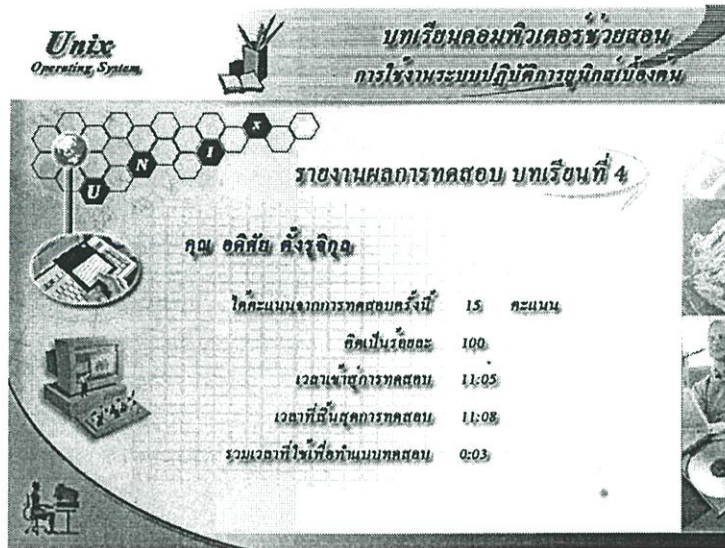 Unix
Operating System
บทเรียนคอมพิวเตอร์ช่วยสอน
การใช้งานระบบปฏิบัติการยูนิกส์เบื้องต้น
U N I X
รายงานผลการทดสอบ บทเรียนที่ 4
คุณ อดิศัย ตั้งรุจิกุล
ได้คะแนนจากการทดสอบครั้งนี้ 15 คะแนน
คิดเป็นร้อยละ 100
เวลาเข้าสู่การทดสอบ 11:05
เวลาที่สิ้นสุดการทดสอบ 11:08
รวมเวลาที่ใช้เพื่อทำแบบทดสอบ 0:03